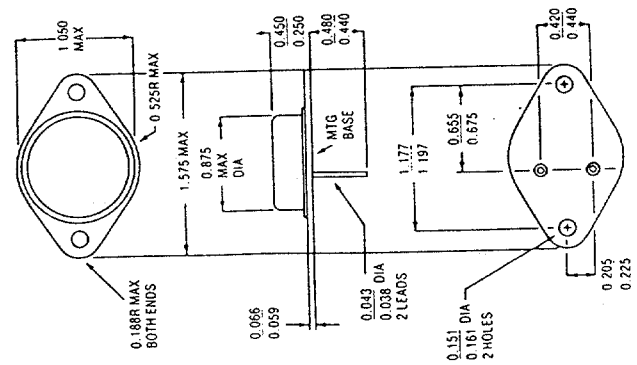 1.050
MAX
0.525R MAX
0.188R MAX
BOTH ENDS
1.575 MAX
0.875
MAX
DIA
0.450
0.250
0.480
0.440
MTG
BASE
0.066
0.059
0.043 DIA
0.038
2 LEADS
1.177
1.197
0.655
0.675
0.420
0.440
0.151 DIA
0.161
2 HOLES
0.205
0.225